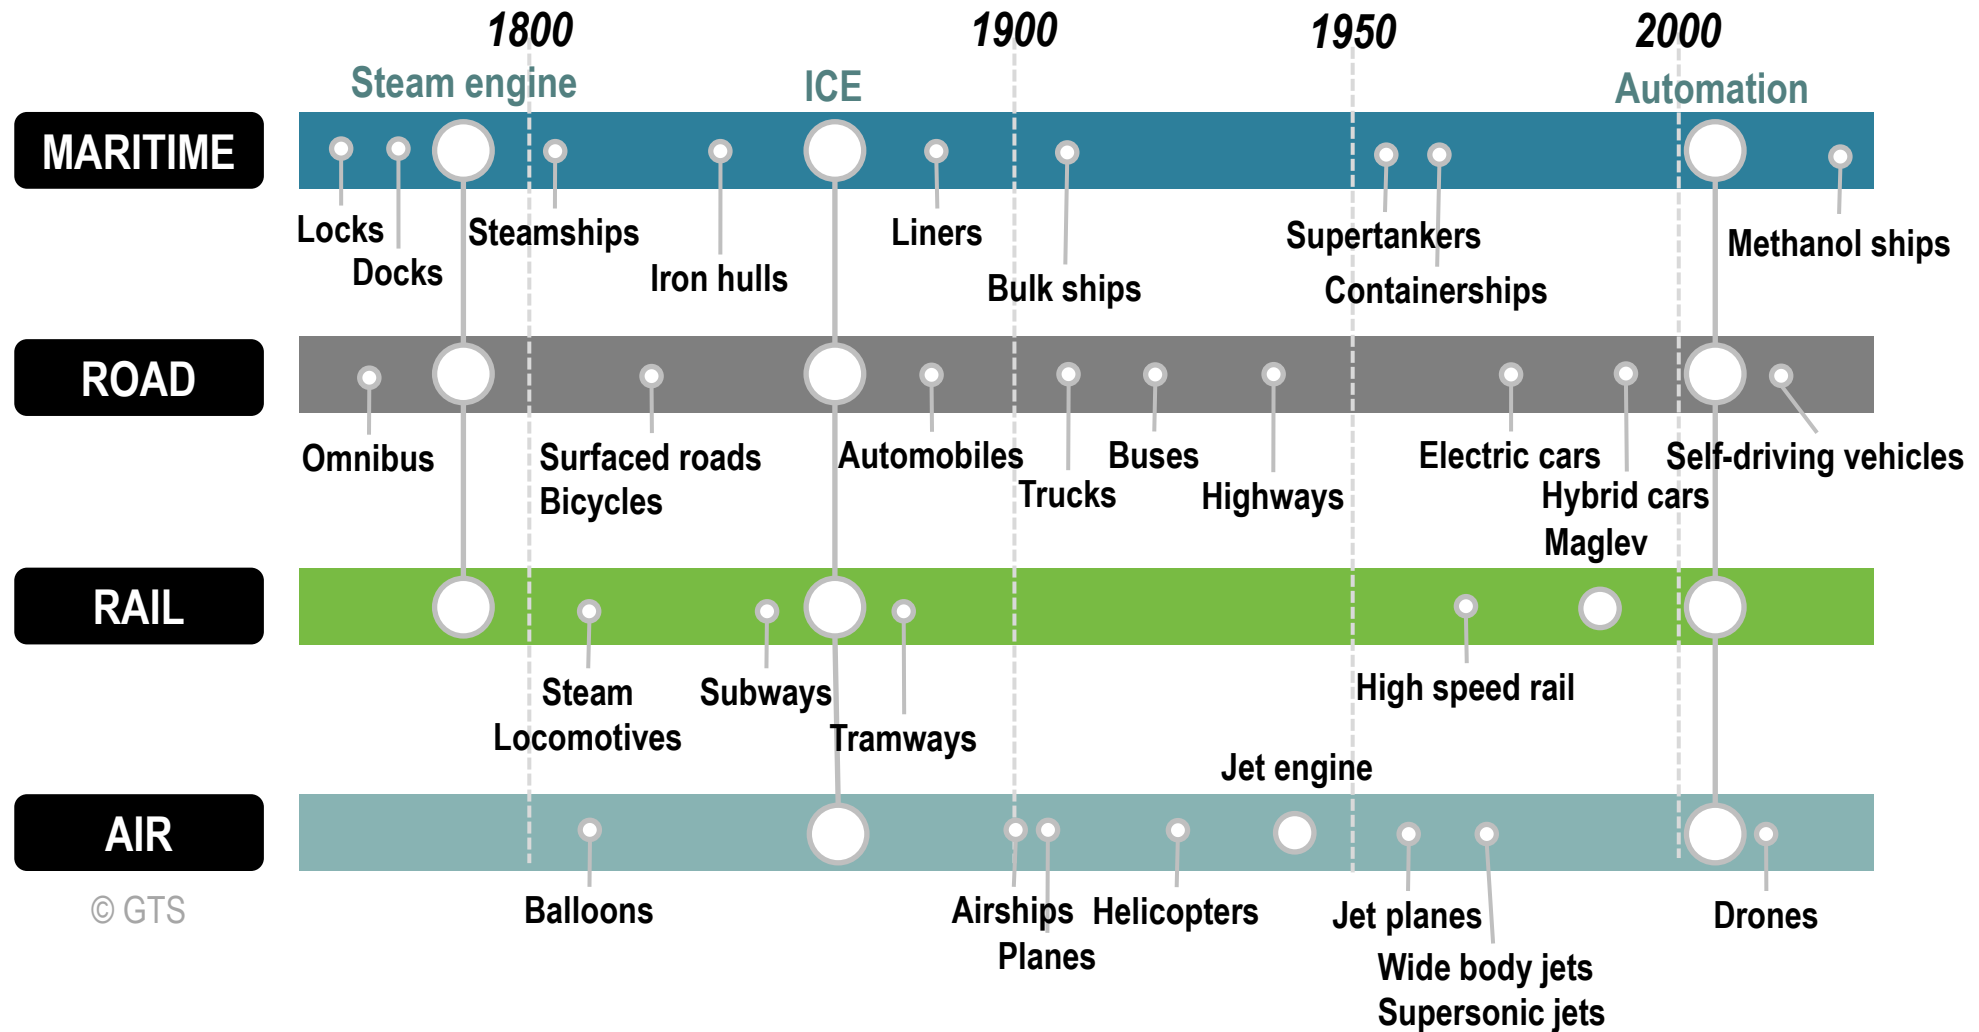 1800
1900
1950
2000
Steam engine
ICE
Automation
MARITIME
Locks
Docks
Steamships
Iron hulls
Liners
Bulk ships
Supertankers
Containerships
Methanol ships
ROAD
Omnibus
Surfaced roads
Bicycles
Automobiles
Trucks
Buses
Highways
Electric cars
Hybrid cars
Self-driving vehicles
Maglev
RAIL
Steam
Locomotives
Subways
Tramways
High speed rail
Jet engine
AIR
Balloons
Airships
Planes
Helicopters
Jet planes
Wide body jets
Supersonic jets
Drones
© GTS